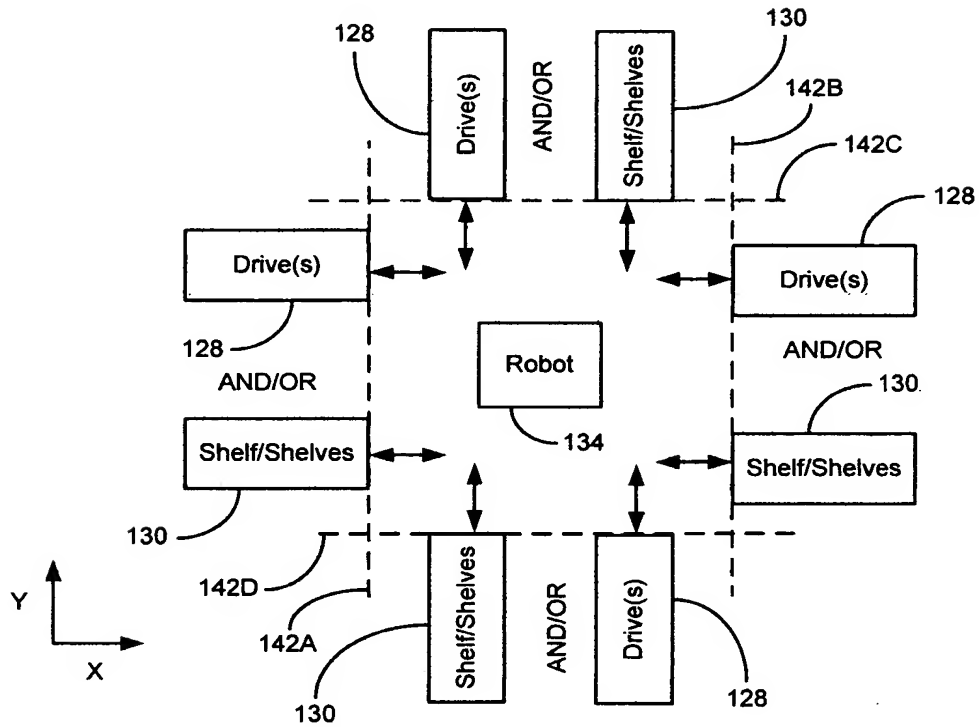 128
130
142B
142C
Drive(s)
AND/OR
Shelf/Shelves
128
Drive(s)
Drive(s)
128
AND/OR
Robot
AND/OR
134
130
Shelf/Shelves
Shelf/Shelves
130
142D
142A
Y
X
Shelf/Shelves
AND/OR
Drive(s)
130
128